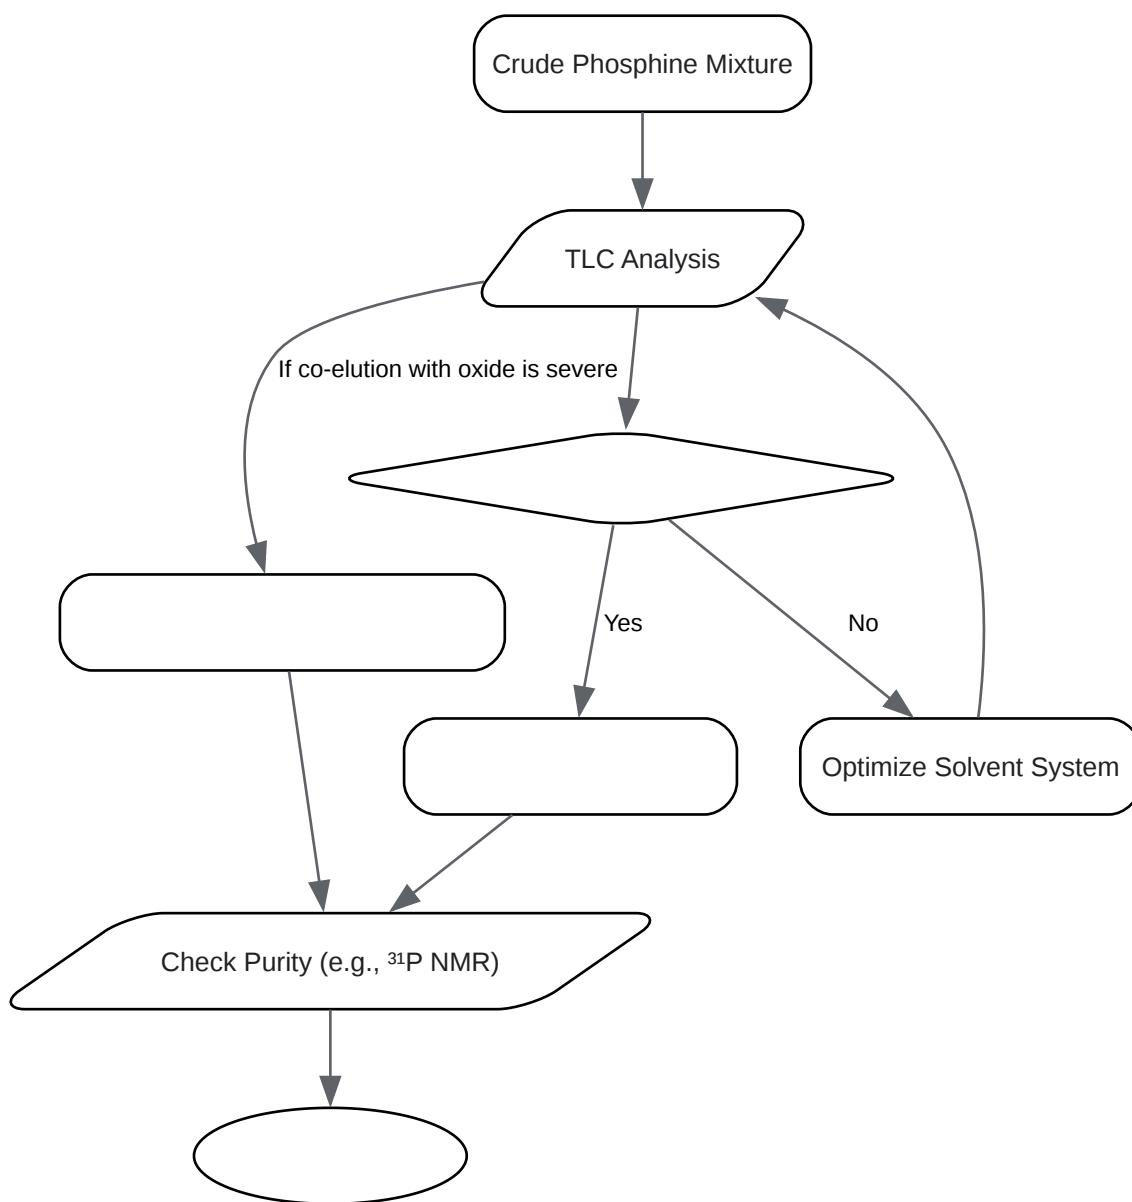 Crude Phosphine Mixture
TLC Analysis
If co-elution with oxide is severe
Yes
No
Optimize Solvent System
Check Purity (e.g., ³¹P NMR)